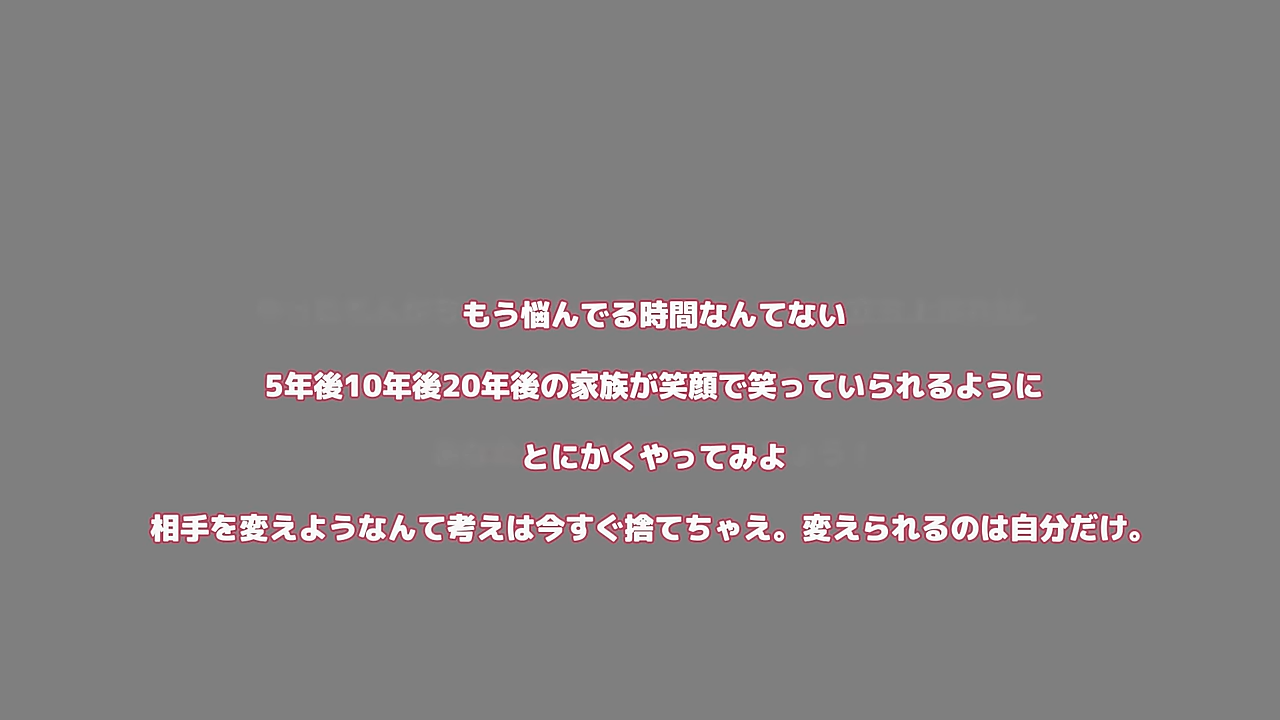 もう悩んでる時間なんてない
5年後10年後20年後の家族が笑顔で笑っていられるように
とにかくやってみよ
相手を変えようなんて考えは今すぐ捨てちゃえ。変えられるのは自分だけ。